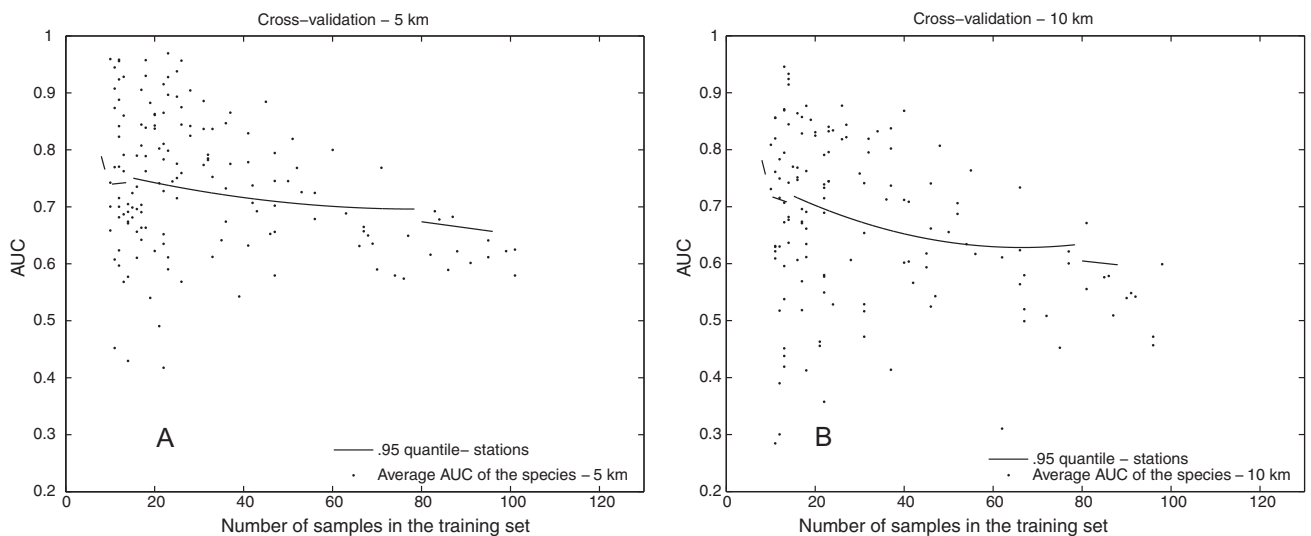 Cross−validation − 5 km
1
0.9
0.8
0.7
0.6
0.5
0.4
0.3
0.2
AUC
A
.95 quantile− stations
Average AUC of the species − 5 km
0 20 40 60 80 100 120
Number of samples in the training set
Cross−validation − 10 km
1
0.9
0.8
0.7
0.6
0.5
0.4
0.3
0.2
AUC
B
.95 quantile − stations
Average AUC of the species − 10 km
0 20 40 60 80 100 120
Number of samples in the training set